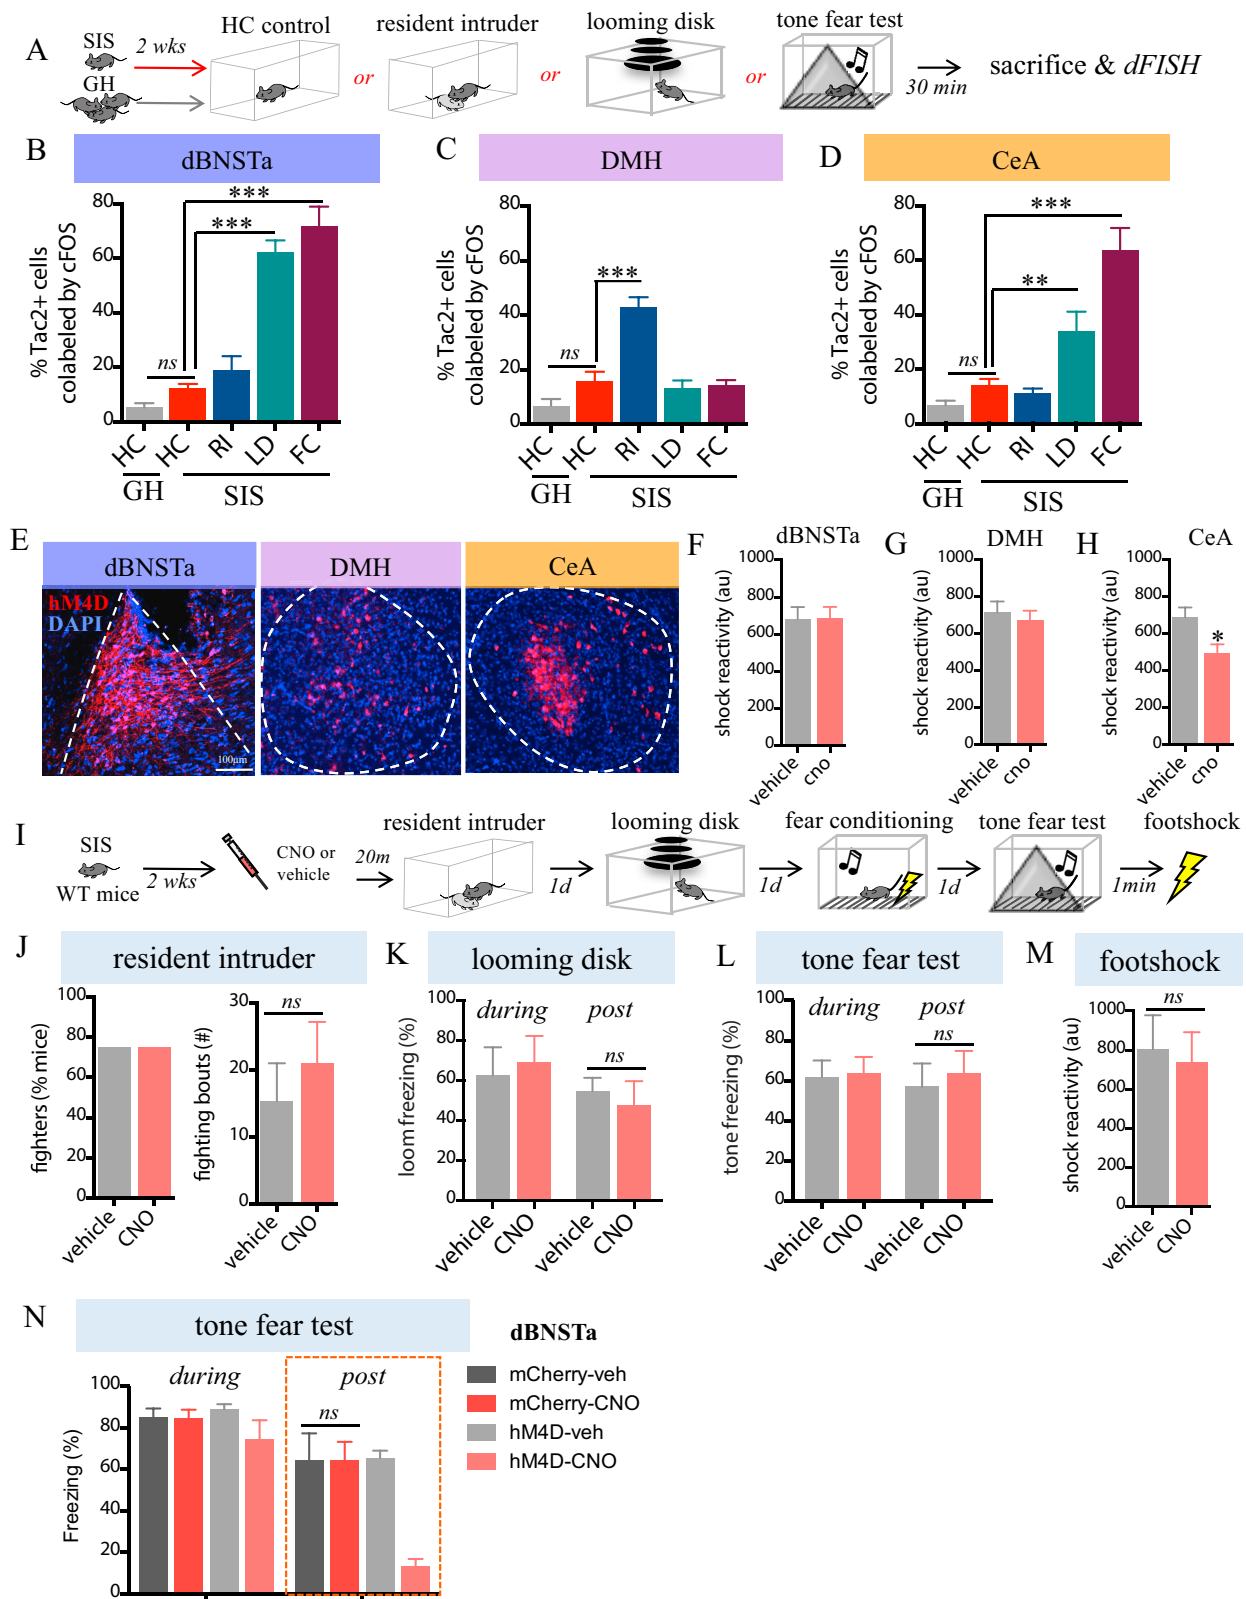 A
SIS
GH
2 wks
HC control
or
resident intruder
or
looming disk
or
tone fear test
30 min
sacrifice & dFISH
B
dBNSTa
% Tac2+ cells
colabeled by cFOS
80
60
40
20
0
ns
***
***
HC
HC
RI
LD
FC
GH
SIS
C
DMH
% Tac2+ cells
colabeled by cFOS
80
60
40
20
0
ns
***
HC
HC
RI
LD
FC
GH
SIS
D
CeA
% Tac2+ cells
colabeled by cFOS
80
60
40
20
0
ns
**
***
HC
HC
RI
LD
FC
GH
SIS
E
dBNSTa
DMH
CeA
hM4D
DAPI
100µm
F
dBNSTa
shock reactivity (au)
1000
800
600
400
200
0
vehicle
cno
G
DMH
shock reactivity (au)
1000
800
600
400
200
0
vehicle
cno
H
CeA
shock reactivity (au)
1000
800
600
400
200
0
*
vehicle
cno
I
SIS
WT mice
2 wks
CNO or
vehicle
20m
resident intruder
1d
looming disk
1d
fear conditioning
1d
tone fear test
1min
footshock
J
resident intruder
fighters (% mice)
100
80
60
40
20
0
vehicle
CNO
fighting bouts (#)
30
20
10
0
ns
vehicle
CNO
K
looming disk
during
post
loom freezing (%)
100
80
60
40
20
0
ns
vehicle
CNO
vehicle
CNO
L
tone fear test
during
post
tone freezing (%)
100
80
60
40
20
0
ns
vehicle
CNO
vehicle
CNO
M
footshock
ns
shock reactivity (au)
1000
800
600
400
200
0
vehicle
CNO
N
tone fear test
during
post
Freezing (%)
100
80
60
40
20
0
ns
dBNSTa
mCherry-veh
mCherry-CNO
hM4D-veh
hM4D-CNO